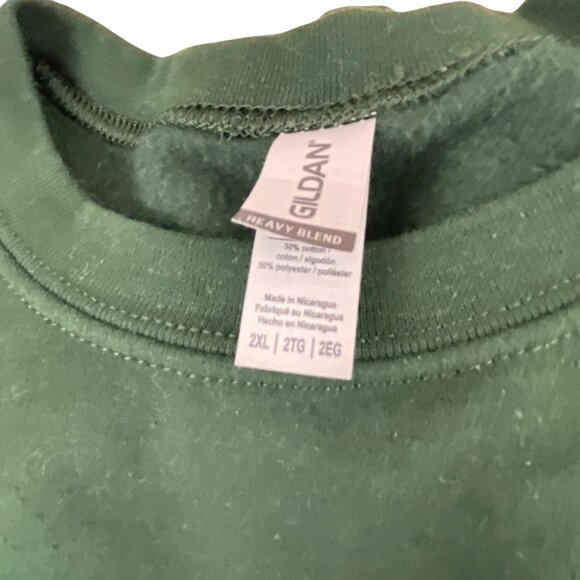 GILDAN
HEAVY BLEND
50% cotton /
coton / algodón
50% polyester / poliéster
Made in Nicaragua
Fabriqué au Nicaragua
Hecho en Nicaragua
2XL | 2TG | 2EG